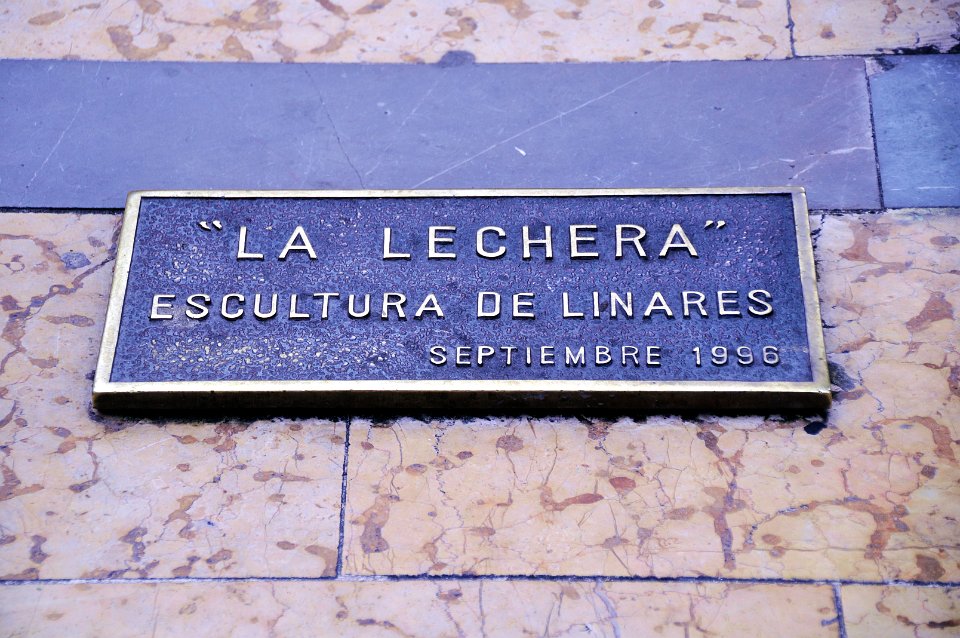 “LA LECHERA”
ESCULTURA DE LINARES
SEPTIEMBRE 1996